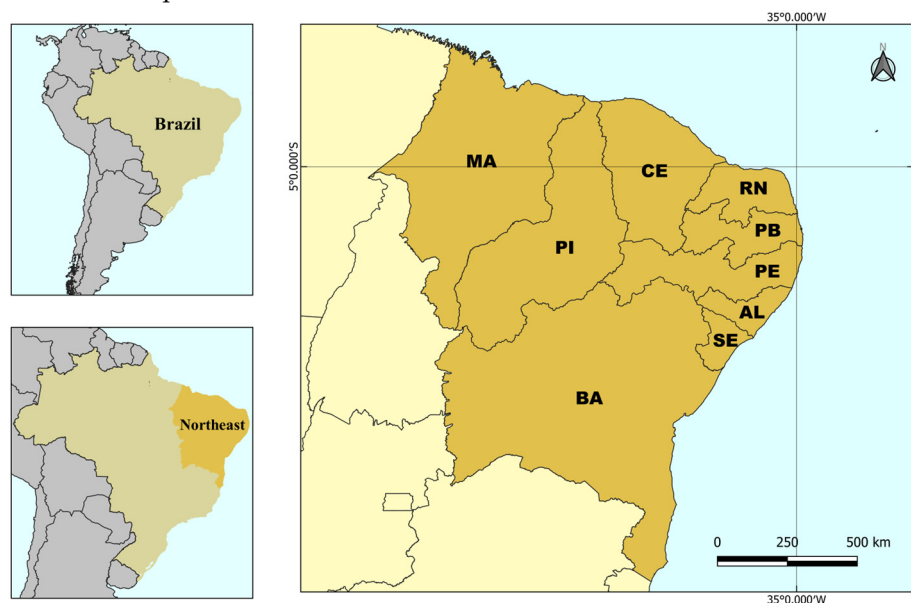 Brazil
Northeast
35°0.000'W
N
5°0.000'S
MA
CE
RN
PI
PB
PE
AL
SE
BA
0 250 500 km
35°0.000'W